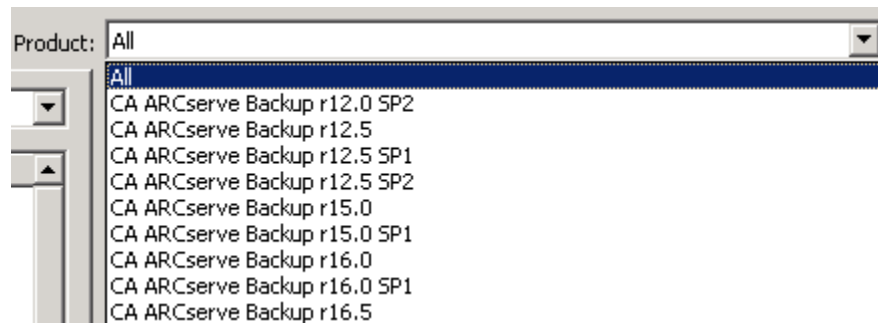 Product: All
All
CA ARCserve Backup r12.0 SP2
CA ARCserve Backup r12.5
CA ARCserve Backup r12.5 SP1
CA ARCserve Backup r12.5 SP2
CA ARCserve Backup r15.0
CA ARCserve Backup r15.0 SP1
CA ARCserve Backup r16.0
CA ARCserve Backup r16.0 SP1
CA ARCserve Backup r16.5